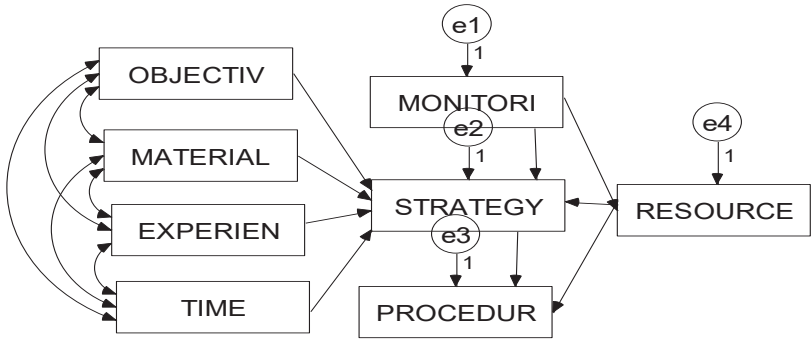 e1
1
OBJECTIV
MONITORI
e2
1
e4
1
MATERIAL
STRATEGY
RESOURCE
EXPERIEN
e3
1
TIME
PROCEDUR